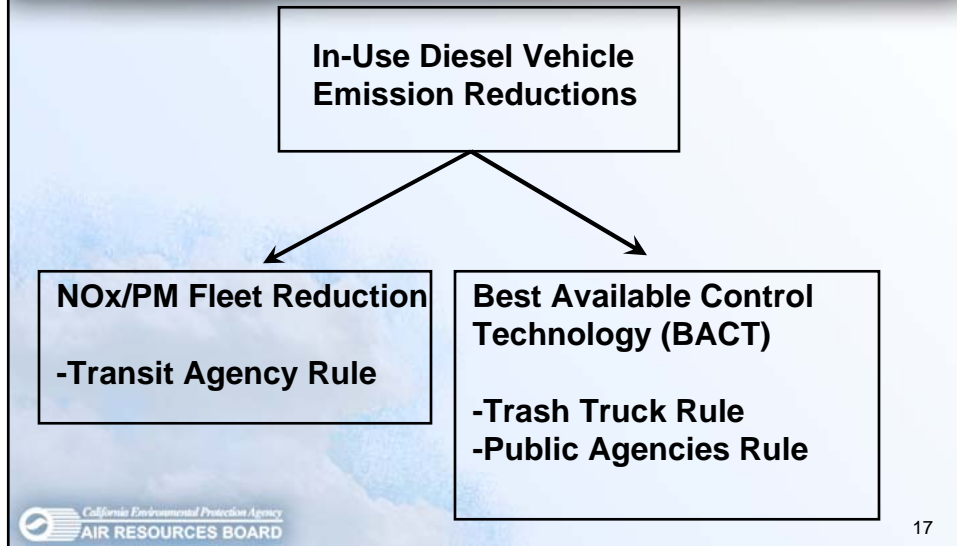 In-Use Diesel Vehicle
Emission Reductions
NOx/PM Fleet Reduction
-Transit Agency Rule
Best Available Control
Technology (BACT)
-Trash Truck Rule
-Public Agencies Rule
California Environmental Protection Agency
AIR RESOURCES BOARD
17